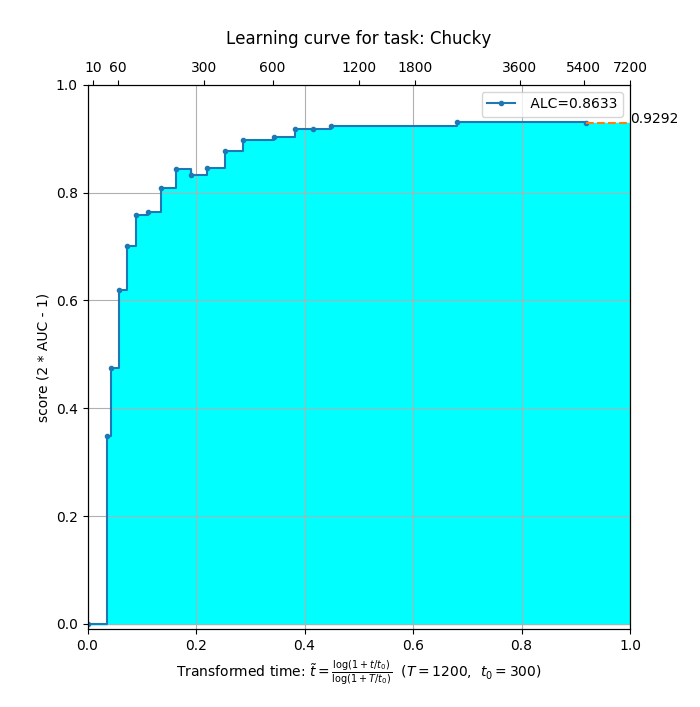 Learning curve for task: Chucky
10 60 300 600 1200 1800 3600 5400 7200
1.0
ALC=0.8633
0.9292
0.8
0.6
0.4
0.2
0.0
score (2 * AUC - 1)
0.0 0.2 0.4 0.6 0.8 1.0
Transformed time: t̃ = log(1 + t/t₀) / log(1 + T/t₀) (T = 1200, t₀ = 300)